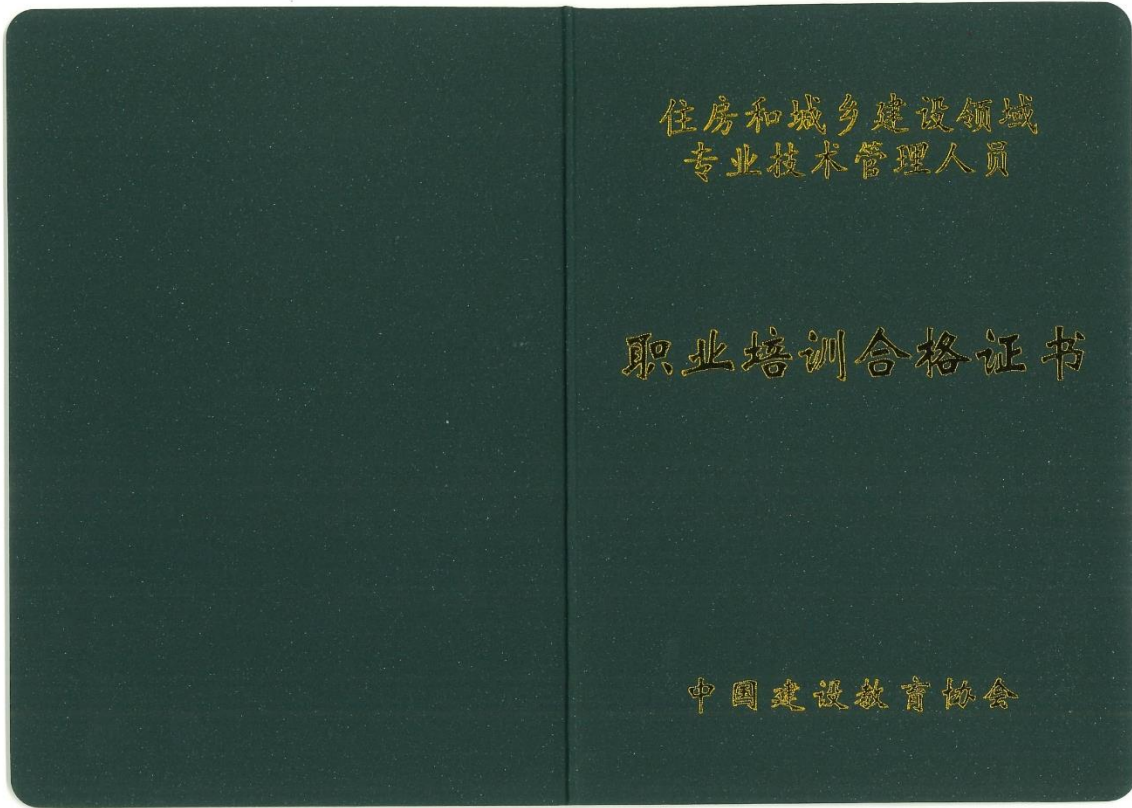 住房和城乡建设领域
专业技术管理人员
职业培训合格证书
中国建设教育协会